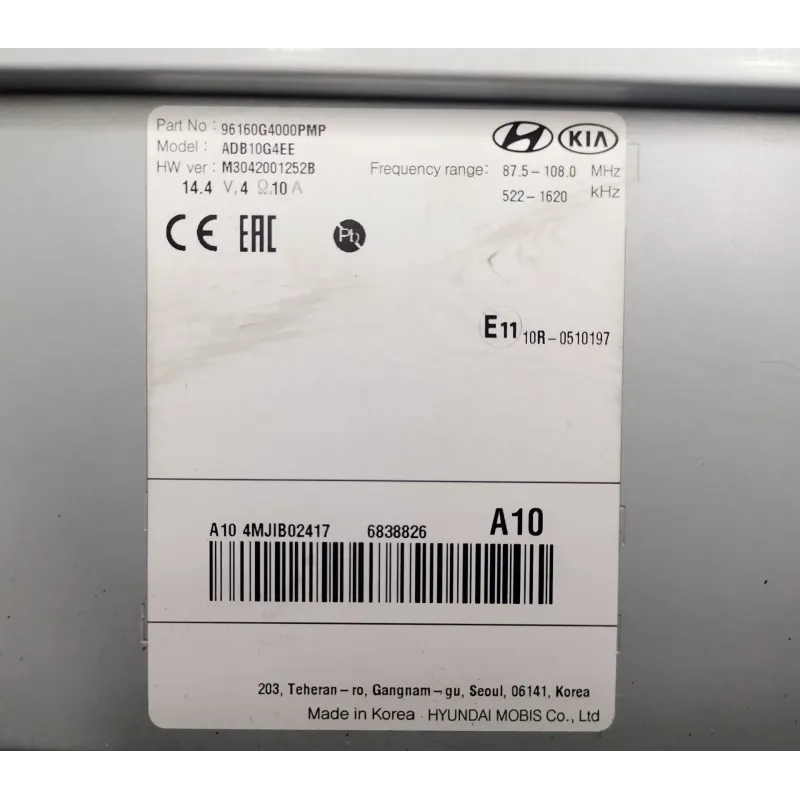 Part No : 96160G4000PMP
Model : ADB10G4EE
HW ver : M3042001252B
14.4 V, 4 Ω, 10 A
KIA
Frequency range: 87.5-108.0 MHz
522-1620 kHz
CE EAC Pb
E11 10R-0510197
A10 4MJIB02417 6838826 A10
203, Teheran-ro, Gangnam-gu, Seoul, 06141, Korea
Made in Korea · HYUNDAI MOBIS Co., Ltd